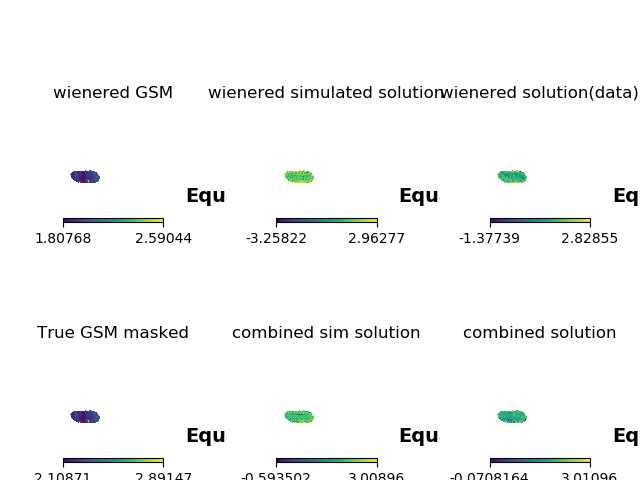 wienered GSM
wienered simulated solution
wienered solution(data)
Equ
Equ
Eq
1.80768 2.59044
-3.25822 2.96277
-1.37739 2.82855
True GSM masked
combined sim solution
combined solution
Equ
Equ
Eq
2.10871 2.89147
-0.593502 3.00896
-0.0708164 3.01096